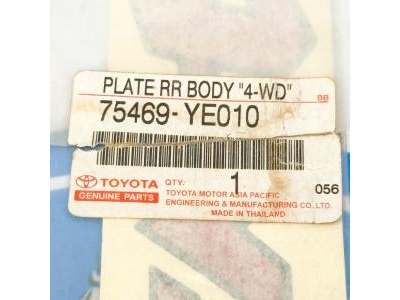 PLATE RR BODY "4-WD"
BB
75469-YE010
TOYOTA
GENUINE PARTS
QTY: 1
056
TOYOTA MOTOR ASIA PACIFIC
ENGINEERING & MANUFACTURING CO.,LTD.
MADE IN THAILAND